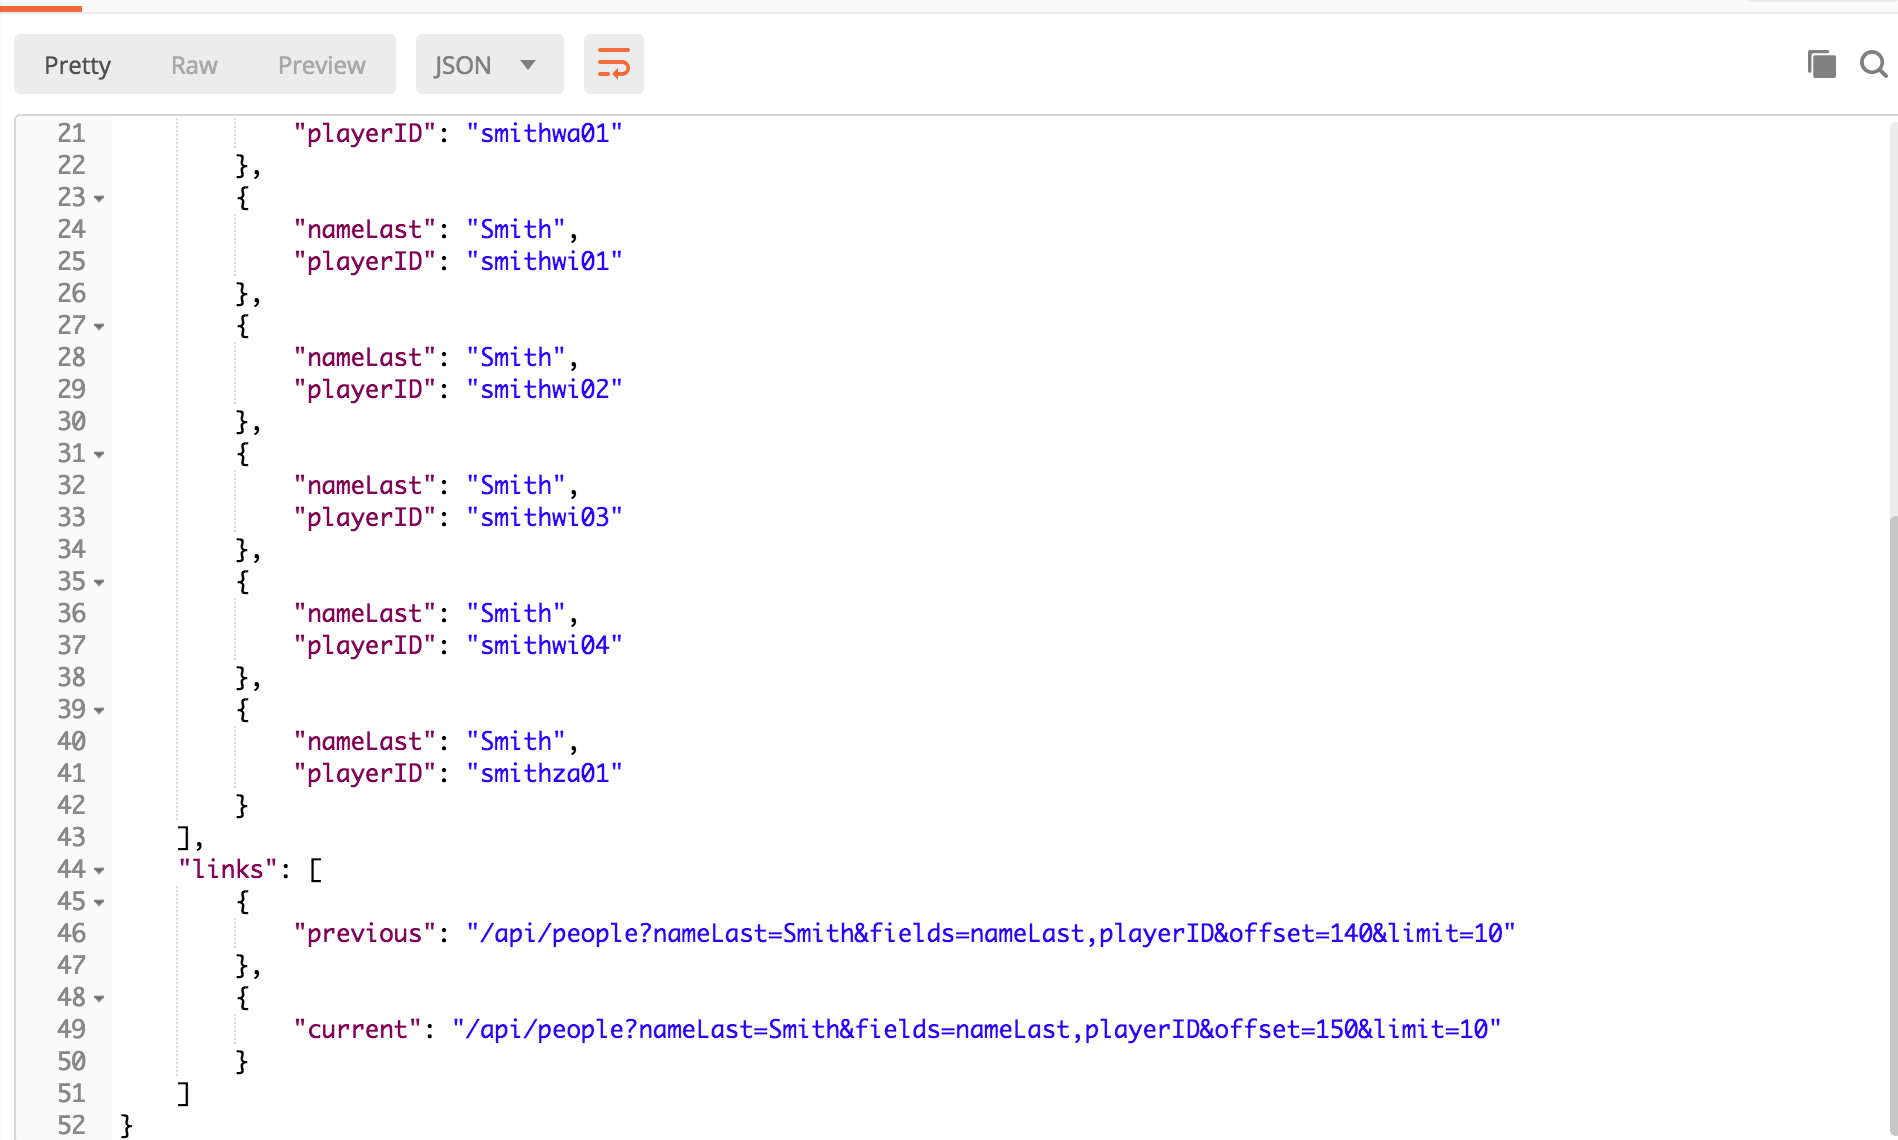 Pretty Raw Preview JSON
21 "playerID": "smithwa01"
22 },
23 {
24 "nameLast": "Smith",
25 "playerID": "smithwi01"
26 },
27 {
28 "nameLast": "Smith",
29 "playerID": "smithwi02"
30 },
31 {
32 "nameLast": "Smith",
33 "playerID": "smithwi03"
34 },
35 {
36 "nameLast": "Smith",
37 "playerID": "smithwi04"
38 },
39 {
40 "nameLast": "Smith",
41 "playerID": "smithza01"
42 }
43 ],
44 "links": [
45 {
46 "previous": "/api/people?nameLast=Smith&fields=nameLast,playerID&offset=140&limit=10"
47 },
48 {
49 "current": "/api/people?nameLast=Smith&fields=nameLast,playerID&offset=150&limit=10"
50 }
51 ]
52 }